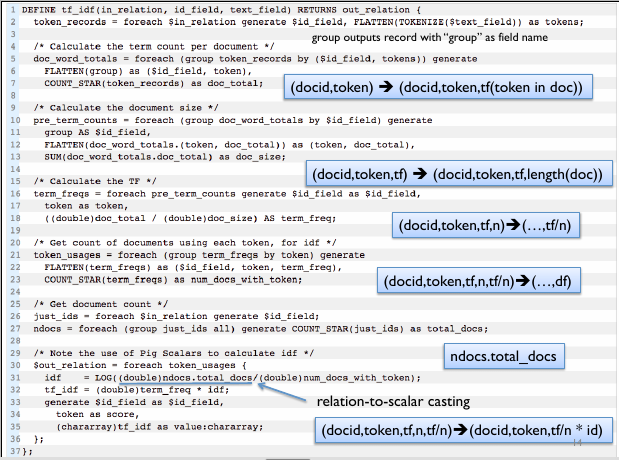 1 DEFINE tf_idf(in_relation, id_field, text_field) RETURNS out_relation {
2 token_records = foreach $in_relation generate $id_field, FLATTEN(TOKENIZE($text_field)) as tokens;
3 group outputs record with “group” as field name
4 /* Calculate the term count per document */
5 doc_word_totals = foreach (group token_records by ($id_field, tokens)) generate
6 FLATTEN(group) as ($id_field, token),
7 COUNT_STAR(token_records) as doc_total;
(docid,token) ➔ (docid,token,tf(token in doc))
8
9 /* Calculate the document size */
10 pre_term_counts = foreach (group doc_word_totals by $id_field) generate
11 group AS $id_field,
12 FLATTEN(doc_word_totals.(token, doc_total)) as (token, doc_total),
13 SUM(doc_word_totals.doc_total) as doc_size;
14
(docid,token,tf) ➔ (docid,token,tf,length(doc))
15 /* Calculate the TF */
16 term_freqs = foreach pre_term_counts generate $id_field as $id_field,
17 token as token,
18 ((double)doc_total / (double)doc_size) AS term_freq;
(docid,token,tf,n)➔(…,tf/n)
19
20 /* Get count of documents using each token, for idf */
21 token_usages = foreach (group term_freqs by token) generate
22 FLATTEN(term_freqs) as ($id_field, token, term_freq),
23 COUNT_STAR(term_freqs) as num_docs_with_token;
(docid,token,tf,n,tf/n)➔(…,df)
24
25 /* Get document count */
26 just_ids = foreach $in_relation generate $id_field;
27 ndocs = foreach (group just_ids all) generate COUNT_STAR(just_ids) as total_docs;
28
29 /* Note the use of Pig Scalars to calculate idf */
ndocs.total_docs
30 $out_relation = foreach token_usages {
31 idf = LOG((double)ndocs.total_docs/(double)num_docs_with_token);
32 tf_idf = (double)term_freq * idf;
33 generate $id_field as $id_field,
relation-to-scalar casting
34 token as score,
35 (chararray)tf_idf as value:chararray;
(docid,token,tf,n,tf/n)➔(docid,token,tf/n * id)
14
36 };
37 };